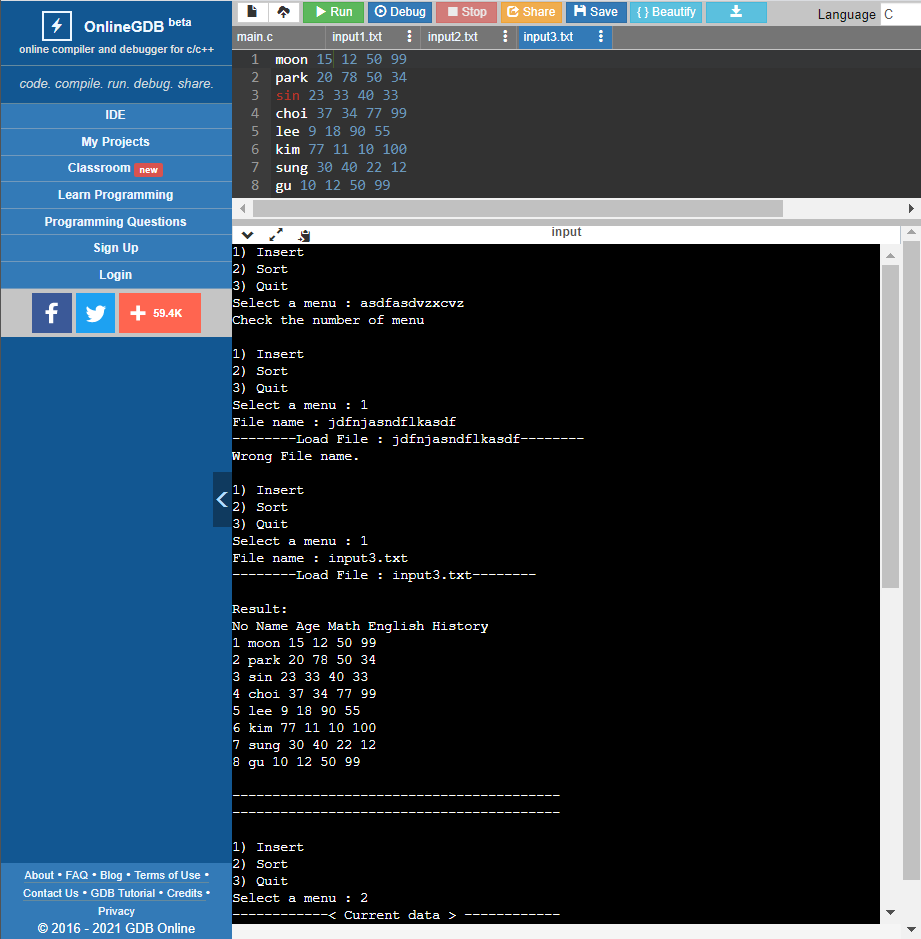 OnlineGDB beta
online compiler and debugger for c/c++
code. compile. run. debug. share.
IDE
My Projects
Classroom new
Learn Programming
Programming Questions
Sign Up
Login
59.4K
About • FAQ • Blog • Terms of Use •
Contact Us • GDB Tutorial • Credits •
Privacy
© 2016 - 2021 GDB Online
Run Debug Stop Share Save { } Beautify Language C
main.c input1.txt input2.txt input3.txt
1 moon 15 12 50 99
2 park 20 78 50 34
3 sin 23 33 40 33
4 choi 37 34 77 99
5 lee 9 18 90 55
6 kim 77 11 10 100
7 sung 30 40 22 12
8 gu 10 12 50 99
input
1) Insert
2) Sort
3) Quit
Select a menu : asdfasdvzxcvz
Check the number of menu
1) Insert
2) Sort
3) Quit
Select a menu : 1
File name : jdfnjasndflkasdf
--------Load File : jdfnjasndflkasdf--------
Wrong File name.
1) Insert
2) Sort
3) Quit
Select a menu : 1
File name : input3.txt
--------Load File : input3.txt--------
Result:
No Name Age Math English History
1 moon 15 12 50 99
2 park 20 78 50 34
3 sin 23 33 40 33
4 choi 37 34 77 99
5 lee 9 18 90 55
6 kim 77 11 10 100
7 sung 30 40 22 12
8 gu 10 12 50 99
-----------------------------------------
-----------------------------------------
1) Insert
2) Sort
3) Quit
Select a menu : 2
------------< Current data > ------------